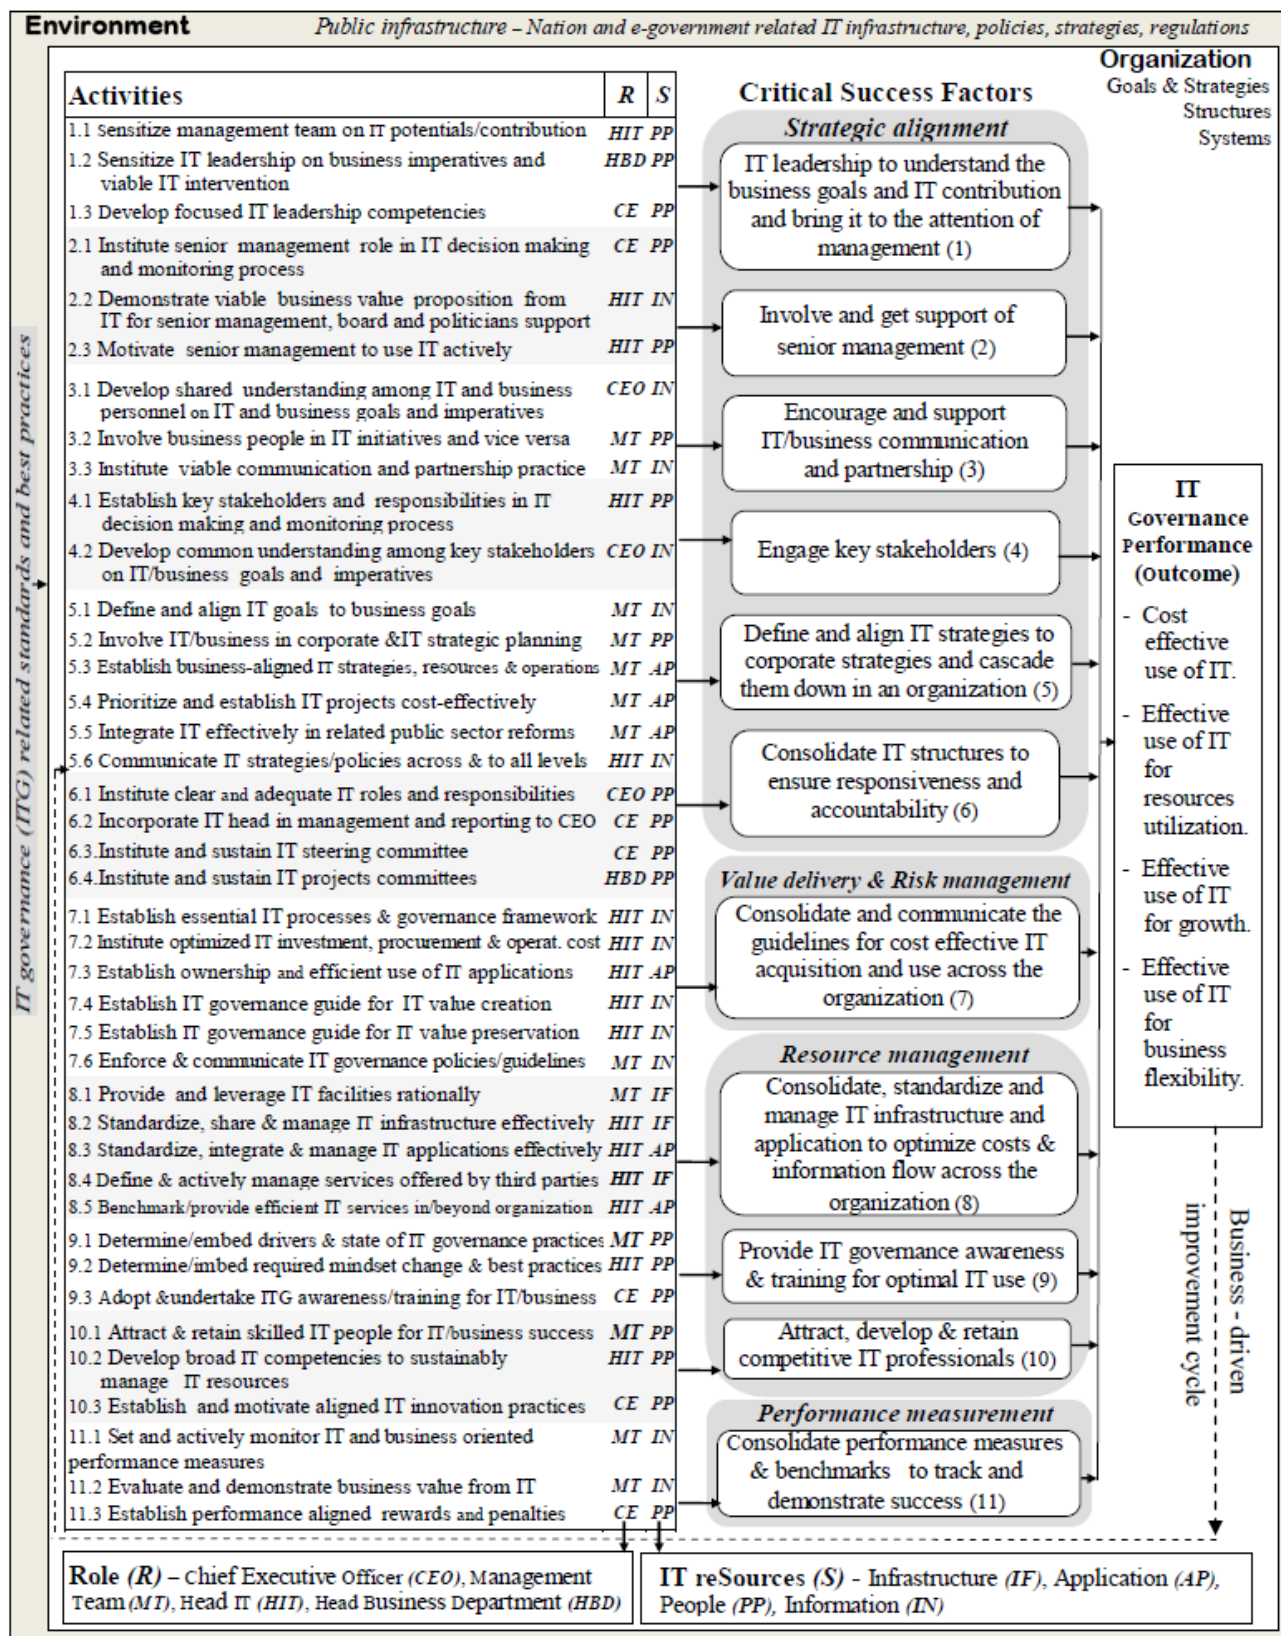 Environment
Public infrastructure – Nation and e-government related IT infrastructure, policies, strategies, regulations
Organization
Goals & Strategies
Structures
Systems
IT governance (ITG) related standards and best practices
Activities R S
1.1 Sensitize management team on IT potentials/contribution HIT PP
1.2 Sensitize IT leadership on business imperatives and HBD PP
viable IT intervention
1.3 Develop focused IT leadership competencies CE PP
2.1 Institute senior management role in IT decision making CE PP
and monitoring process
2.2 Demonstrate viable business value proposition from HIT IN
IT for senior management, board and politicians support
2.3 Motivate senior management to use IT actively HIT PP
3.1 Develop shared understanding among IT and business CEO IN
personnel on IT and business goals and imperatives
3.2 Involve business people in IT initiatives and vice versa MT PP
3.3 Institute viable communication and partnership practice MT IN
4.1 Establish key stakeholders and responsibilities in IT HIT PP
decision making and monitoring process
4.2 Develop common understanding among key stakeholders CEO IN
on IT/business goals and imperatives
5.1 Define and align IT goals to business goals MT IN
5.2 Involve IT/business in corporate &IT strategic planning MT PP
5.3 Establish business-aligned IT strategies, resources & operations MT AP
5.4 Prioritize and establish IT projects cost-effectively MT AP
5.5 Integrate IT effectively in related public sector reforms MT AP
5.6 Communicate IT strategies/policies across & to all levels HIT IN
6.1 Institute clear and adequate IT roles and responsibilities CEO PP
6.2 Incorporate IT head in management and reporting to CEO CE PP
6.3.Institute and sustain IT steering committee CE PP
6.4.Institute and sustain IT projects committees HBD PP
7.1 Establish essential IT processes & governance framework HIT IN
7.2 Institute optimized IT investment, procurement & operat. cost HIT IN
7.3 Establish ownership and efficient use of IT applications HIT AP
7.4 Establish IT governance guide for IT value creation HIT IN
7.5 Establish IT governance guide for IT value preservation HIT IN
7.6 Enforce & communicate IT governance policies/guidelines MT IN
8.1 Provide and leverage IT facilities rationally MT IF
8.2 Standardize, share & manage IT infrastructure effectively HIT IF
8.3 Standardize, integrate & manage IT applications effectively HIT AP
8.4 Define & actively manage services offered by third parties HIT IF
8.5 Benchmark/provide efficient IT services in/beyond organization HIT AP
9.1 Determine/embed drivers & state of IT governance practices MT PP
9.2 Determine/imbed required mindset change & best practices HIT PP
9.3 Adopt &undertake ITG awareness/training for IT/business CE PP
10.1 Attract & retain skilled IT people for IT/business success MT PP
10.2 Develop broad IT competencies to sustainably HIT PP
manage IT resources
10.3 Establish and motivate aligned IT innovation practices CE PP
11.1 Set and actively monitor IT and business oriented MT IN
performance measures
11.2 Evaluate and demonstrate business value from IT MT IN
11.3 Establish performance aligned rewards and penalties CE PP
Critical Success Factors
Strategic alignment
IT leadership to understand the
business goals and IT contribution
and bring it to the attention of
management (1)
Involve and get support of
senior management (2)
Encourage and support
IT/business communication
and partnership (3)
Engage key stakeholders (4)
Define and align IT strategies to
corporate strategies and cascade
them down in an organization (5)
Consolidate IT structures to
ensure responsiveness and
accountability (6)
Value delivery & Risk management
Consolidate and communicate the
guidelines for cost effective IT
acquisition and use across the
organization (7)
Resource management
Consolidate, standardize and
manage IT infrastructure and
application to optimize costs &
information flow across the
organization (8)
Provide IT governance awareness
& training for optimal IT use (9)
Attract, develop & retain
competitive IT professionals (10)
Performance measurement
Consolidate performance measures
& benchmarks to track and
demonstrate success (11)
IT
Governance
Performance
(Outcome)
- Cost
effective
use of IT.
- Effective
use of IT
for
resources
utilization.
- Effective
use of IT
for growth.
- Effective
use of IT
for
business
flexibility.
Business - driven
improvement cycle
Role (R) – Chief Executive Officer (CEO), Management
Team (MT), Head IT (HIT), Head Business Department (HBD)
IT reSources (S) - Infrastructure (IF), Application (AP),
People (PP), Information (IN)